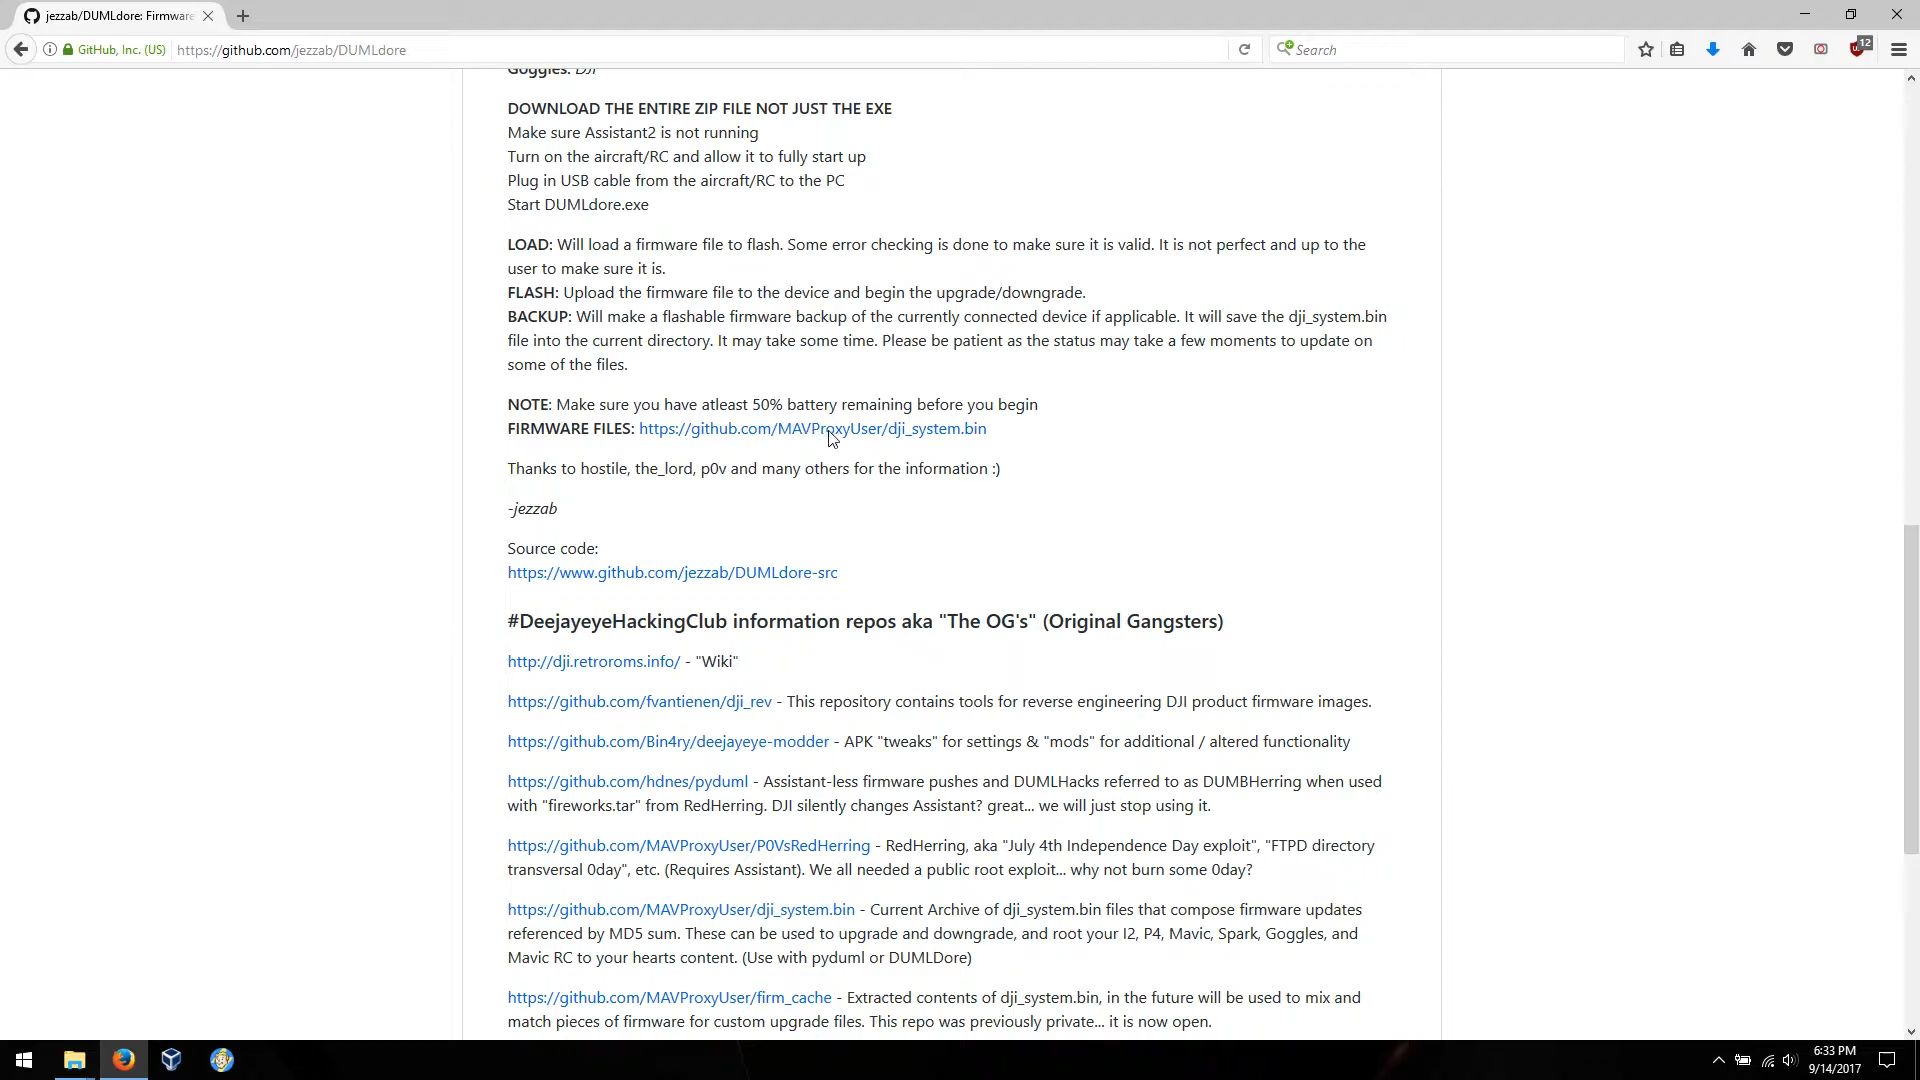 jezzab/DUMLdore: Firmware
GitHub, Inc. (US)
https://github.com/jezzab/DUMLdore
Search
12
Goggles: DJI
DOWNLOAD THE ENTIRE ZIP FILE NOT JUST THE EXE
Make sure Assistant2 is not running
Turn on the aircraft/RC and allow it to fully start up
Plug in USB cable from the aircraft/RC to the PC
Start DUMLdore.exe
LOAD: Will load a firmware file to flash. Some error checking is done to make sure it is valid. It is not perfect and up to the
user to make sure it is.
FLASH: Upload the firmware file to the device and begin the upgrade/downgrade.
BACKUP: Will make a flashable firmware backup of the currently connected device if applicable. It will save the dji_system.bin
file into the current directory. It may take some time. Please be patient as the status may take a few moments to update on
some of the files.
NOTE: Make sure you have atleast 50% battery remaining before you begin
FIRMWARE FILES: https://github.com/MAVProxyUser/dji_system.bin
Thanks to hostile, the_lord, p0v and many others for the information :)
-jezzab
Source code:
https://www.github.com/jezzab/DUMLdore-src
#DeejayeyeHackingClub information repos aka "The OG's" (Original Gangsters)
http://dji.retroroms.info/ - "Wiki"
https://github.com/fvantienen/dji_rev - This repository contains tools for reverse engineering DJI product firmware images.
https://github.com/Bin4ry/deejayeye-modder - APK "tweaks" for settings & "mods" for additional / altered functionality
https://github.com/hdnes/pyduml - Assistant-less firmware pushes and DUMLHacks referred to as DUMBHerring when used
with "fireworks.tar" from RedHerring. DJI silently changes Assistant? great... we will just stop using it.
https://github.com/MAVProxyUser/P0VsRedHerring - RedHerring, aka "July 4th Independence Day exploit", "FTPD directory
transversal 0day", etc. (Requires Assistant). We all needed a public root exploit... why not burn some 0day?
https://github.com/MAVProxyUser/dji_system.bin - Current Archive of dji_system.bin files that compose firmware updates
referenced by MD5 sum. These can be used to upgrade and downgrade, and root your I2, P4, Mavic, Spark, Goggles, and
Mavic RC to your hearts content. (Use with pyduml or DUMLDore)
https://github.com/MAVProxyUser/firm_cache - Extracted contents of dji_system.bin, in the future will be used to mix and
match pieces of firmware for custom upgrade files. This repo was previously private... it is now open.
6:33 PM
9/14/2017